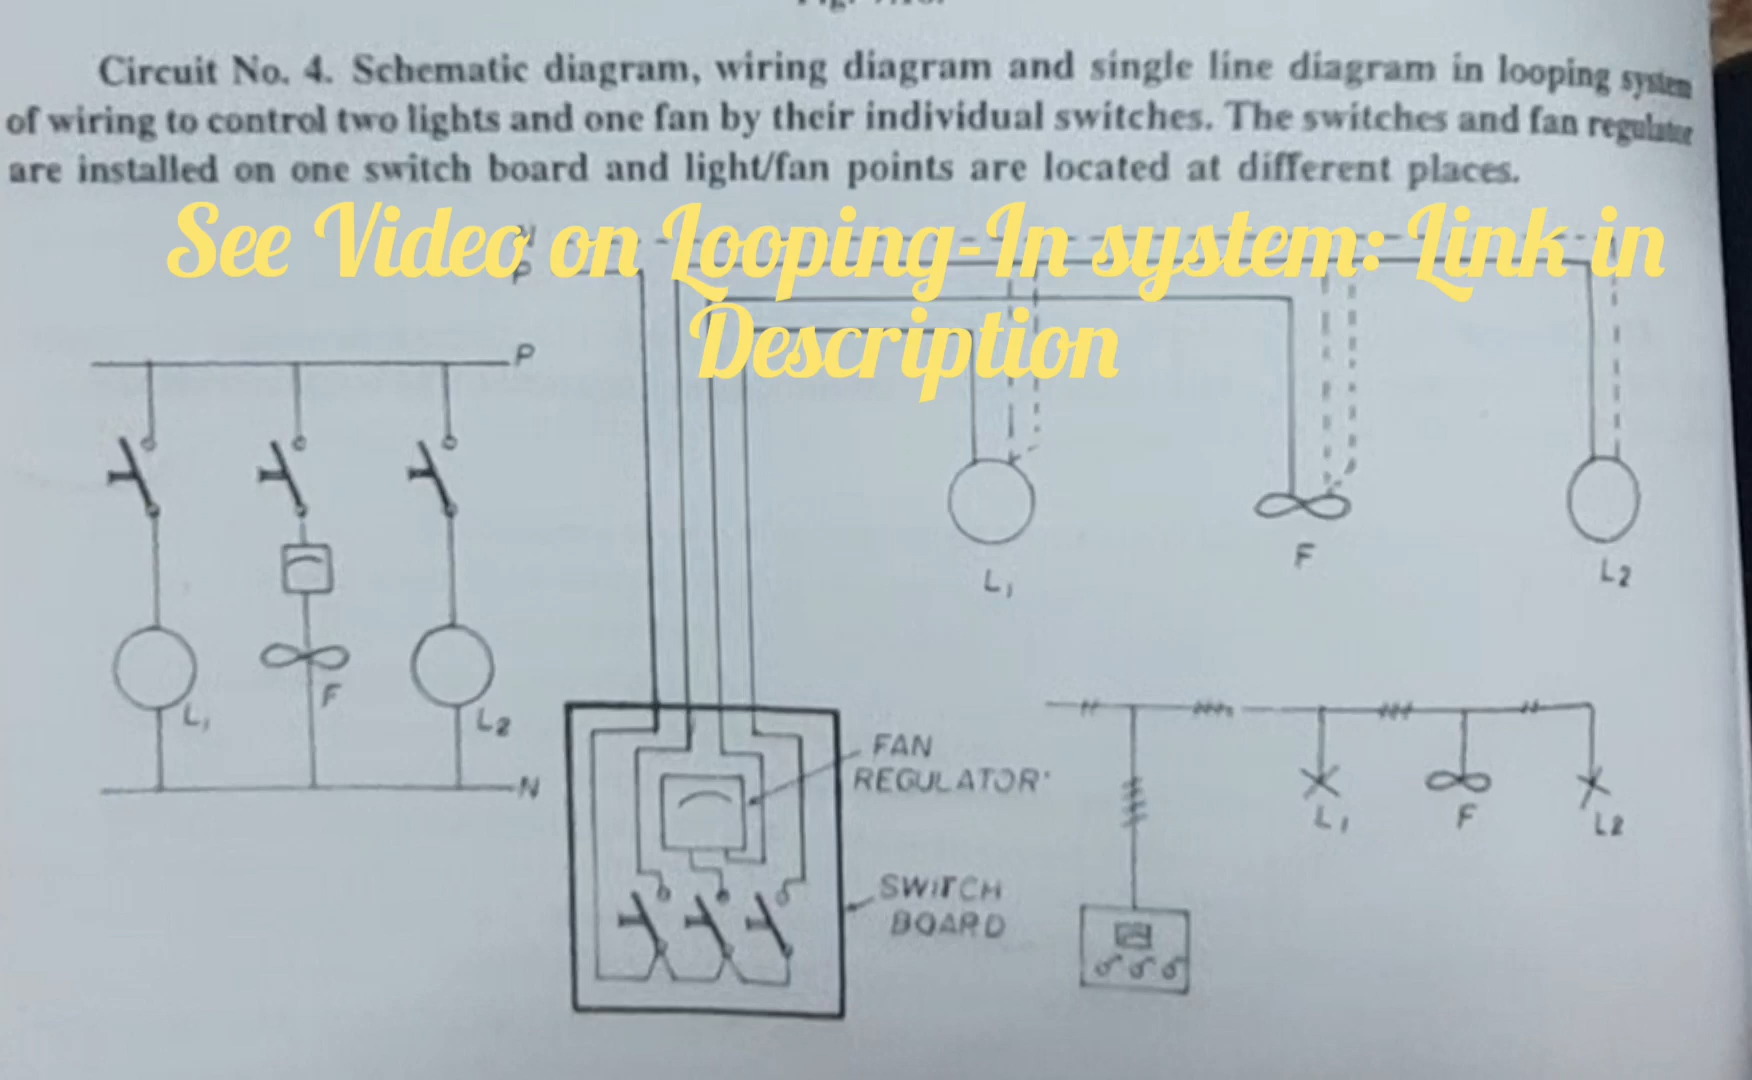 Circuit No. 4. Schematic diagram, wiring diagram and single line diagram in looping system
of wiring to control two lights and one fan by their individual switches. The switches and fan regulator
are installed on one switch board and light/fan points are located at different places.
See Video on Looping-In system: Link in
Description
P
P
N
L1
F
L2
L1
F
L2
FAN
REGULATOR
SWITCH
BOARD
L1
F
L2